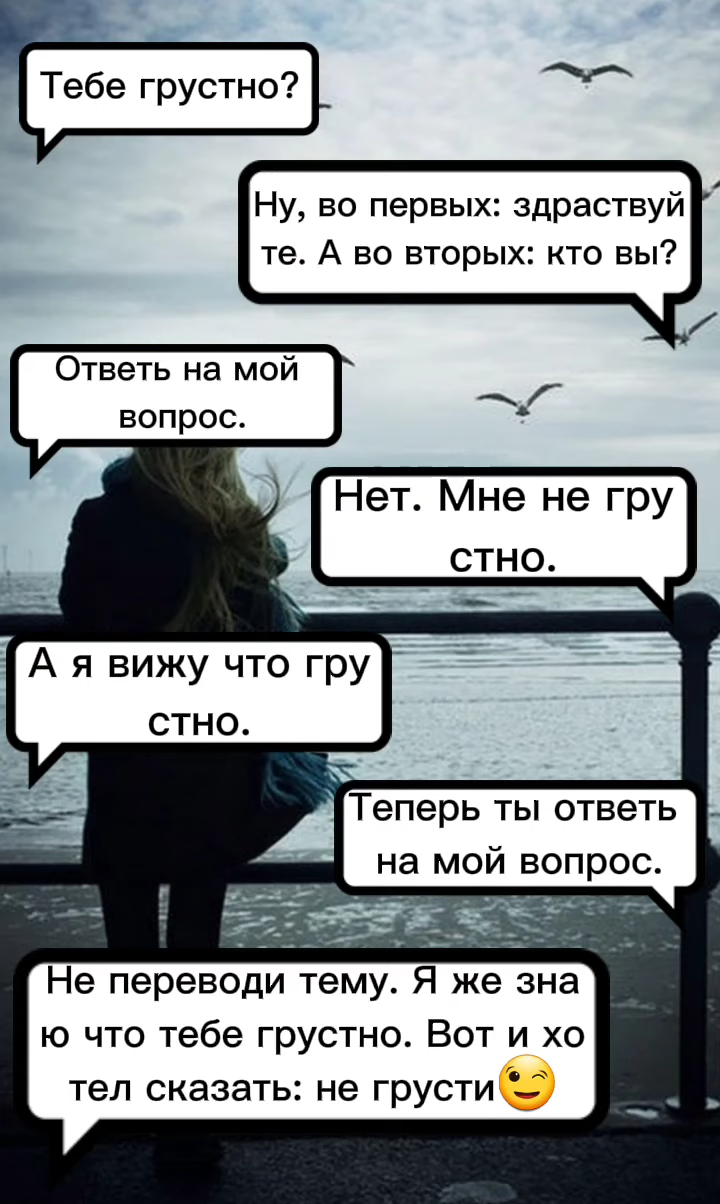 Тебе грустно?
Ну, во первых: здраствуй
те. А во вторых: кто вы?
Ответь на мой
вопрос.
Нет. Мне не гру
стно.
А я вижу что гру
стно.
Теперь ты ответь
на мой вопрос.
Не переводи тему. Я же зна
ю что тебе грустно. Вот и хо
тел сказать: не грусти😉